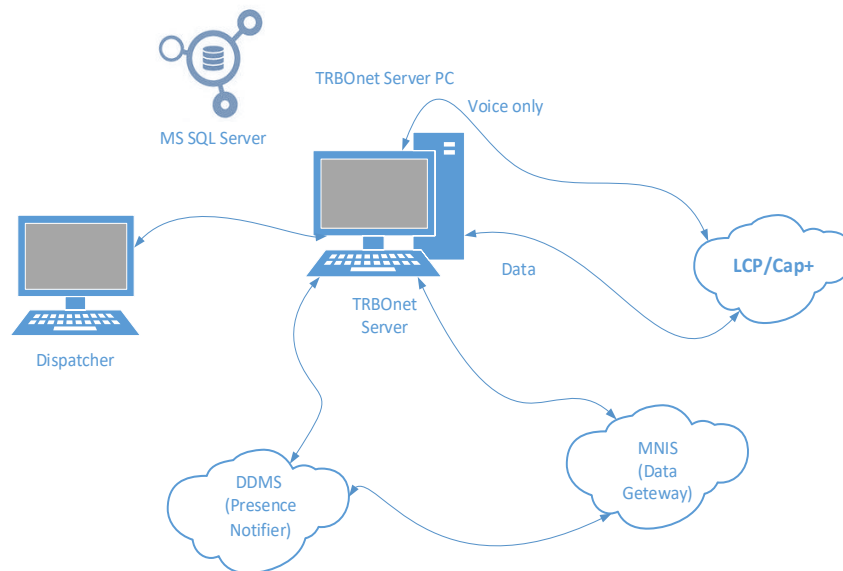 TRBOnet Server PC
Voice only
MS SQL Server
LCP/Cap+
Data
TRBOnet
Server
Dispatcher
MNIS
(Data
Geteway)
DDMS
(Presence
Notifier)